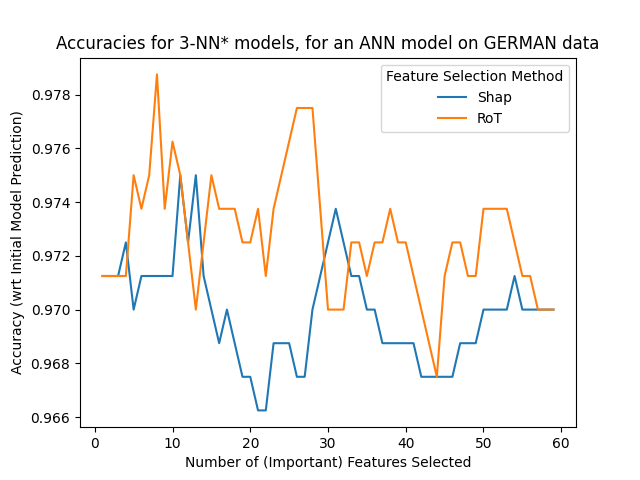 Accuracies for 3-NN* models, for an ANN model on GERMAN data
Feature Selection Method
Shap
RoT
Accuracy (wrt Initial Model Prediction)
0.978
0.976
0.974
0.972
0.970
0.968
0.966
0
10
20
30
40
50
60
Number of (Important) Features Selected